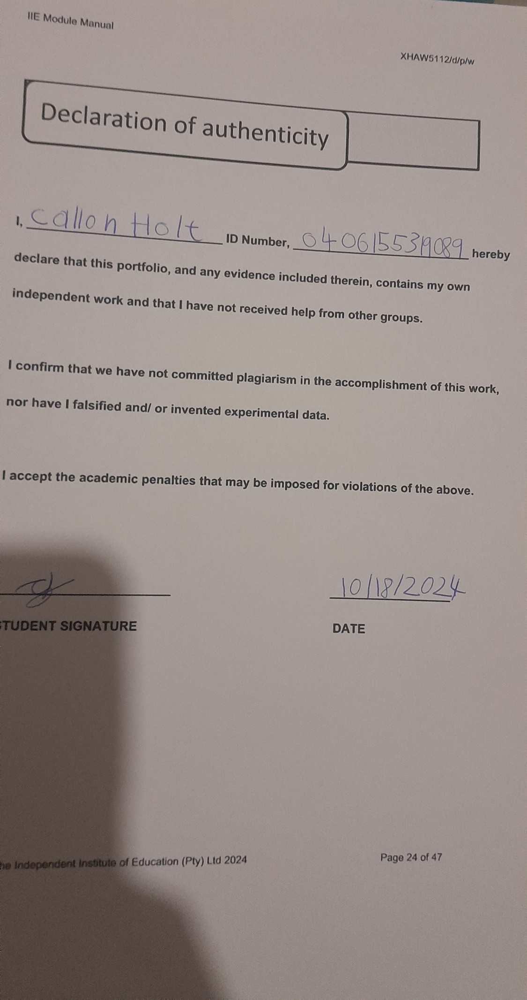 IIE Module Manual
XHAW5112/d/p/w
Declaration of authenticity
I, Callon Holt ID Number, 0406155319089 hereby
declare that this portfolio, and any evidence included therein, contains my own
independent work and that I have not received help from other groups.
I confirm that we have not committed plagiarism in the accomplishment of this work,
nor have I falsified and/ or invented experimental data.
I accept the academic penalties that may be imposed for violations of the above.
10/18/2024
TUDENT SIGNATURE DATE
he Independent Institute of Education (Pty) Ltd 2024 Page 24 of 47